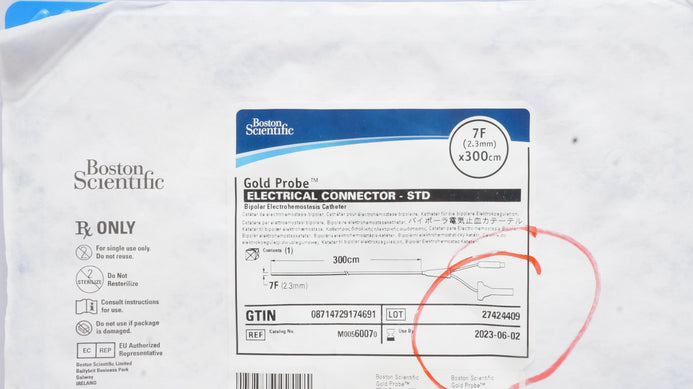 Boston
Scientific
7F
(2.3mm)
x300cm
Boston
Scientific
Gold Probe™
ELECTRICAL CONNECTOR - STD
Bipolar Electrohemostasis Catheter
バイポーラ電気止血カテーテル
Rx ONLY
For single use only.
Do not reuse.
2
STERILIZE
Do Not
Resterilize
Consult instructions
for use.
Do not use if package
is damaged.
EC REP
EU Authorized
Representative
Boston Scientific Limited
Ballybrit Business Park
Galway
IRELAND
Contents (1)
300cm
7F (2.3mm)
GTIN 08714729174691 LOT 27424409
REF Catalog No. M00560070 Use By 2023-06-02
Boston Scientific
Gold Probe™
Boston Scientific
Gold Probe™